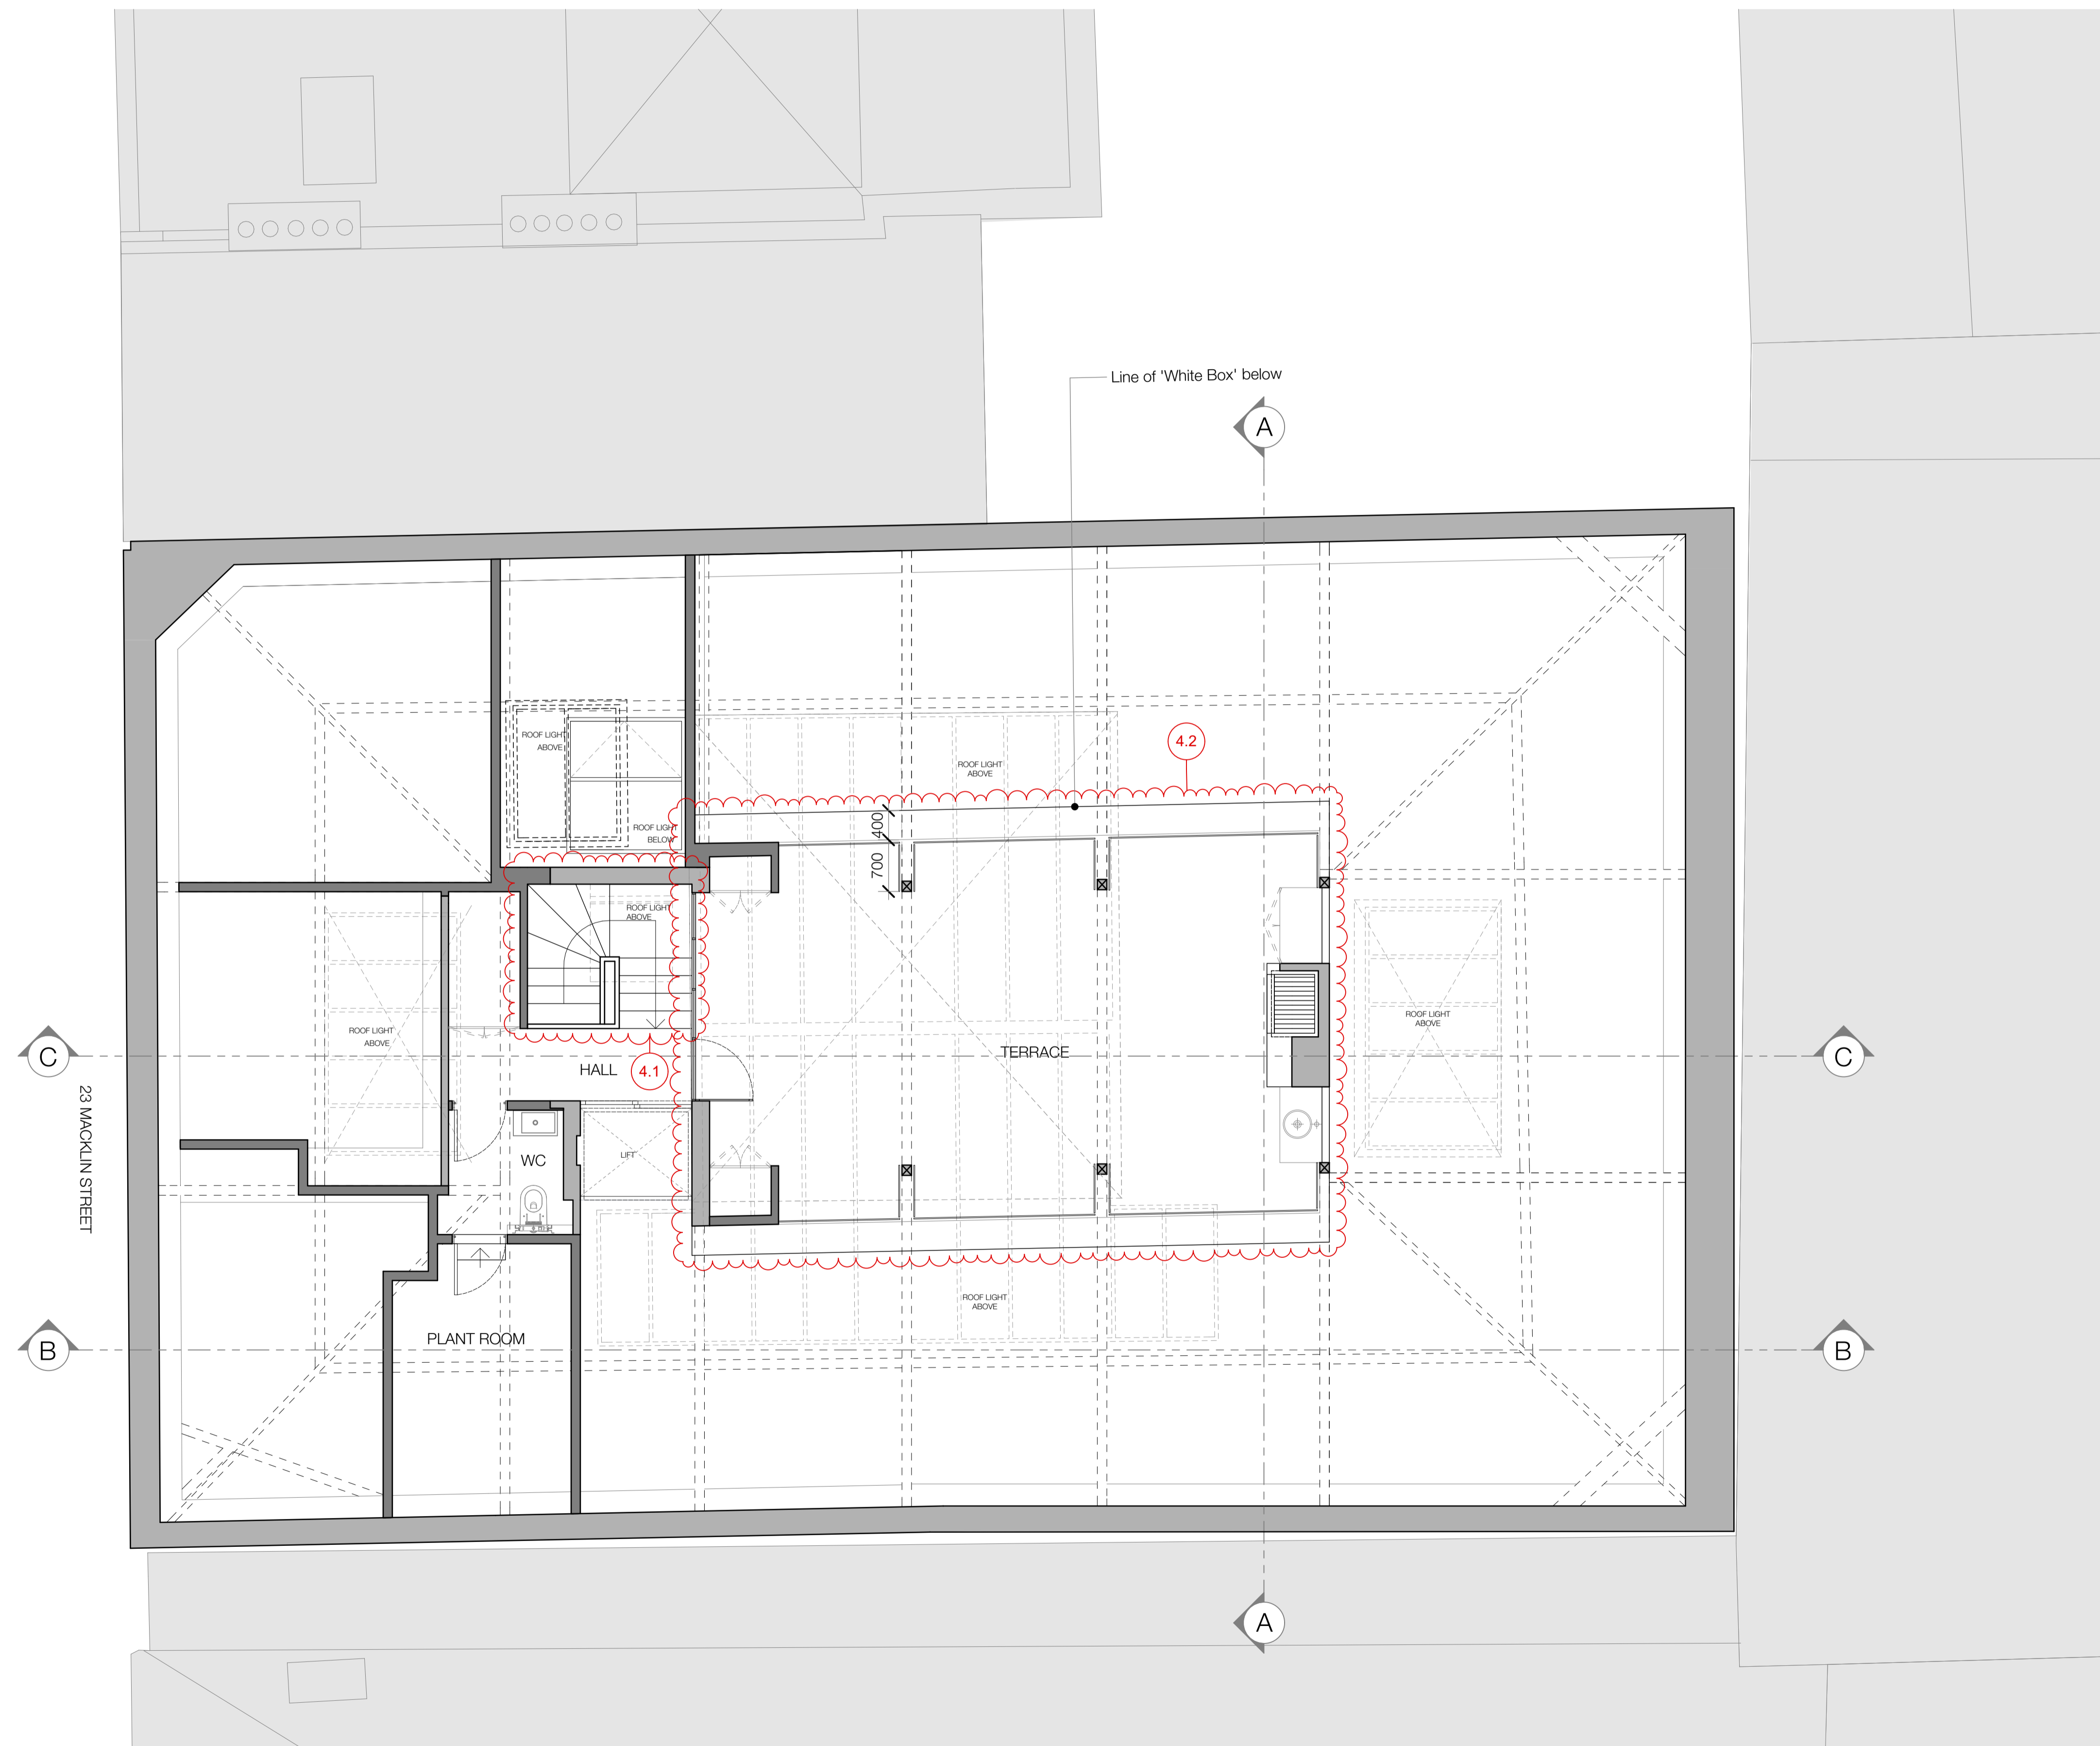 Line of 'White Box' below
A
4.2
ROOF LIGHT
ABOVE
ROOF LIGHT
ABOVE
400
ROOF LIGHT
BELOW
700
ROOF LIGHT
ABOVE
ROOF LIGHT
ABOVE
ROOF LIGHT
ABOVE
C
HALL
4.1
TERRACE
C
23 MACKLIN STREET
WC
LIFT
ROOF LIGHT
ABOVE
B
PLANT ROOM
B
A